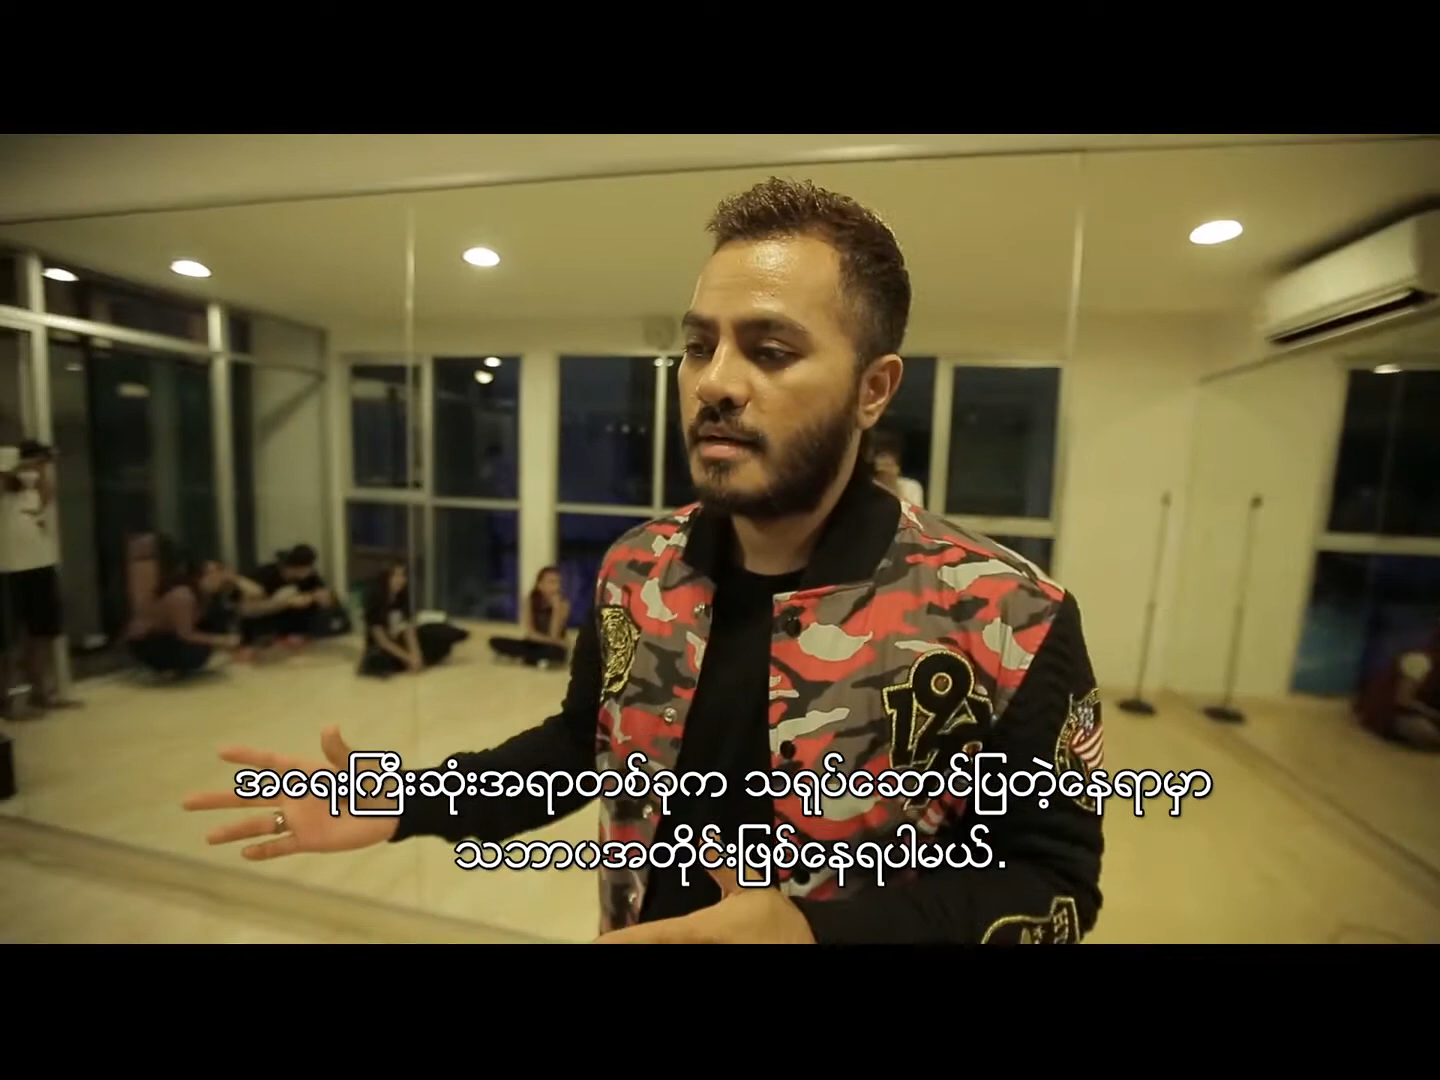 အရေးကြီးဆုံးအရာတစ်ခုက သရုပ်ဆောင်ပြတဲ့နေရာမှာ
သဘာ၀အတိုင်းဖြစ်နေရပါမယ်.